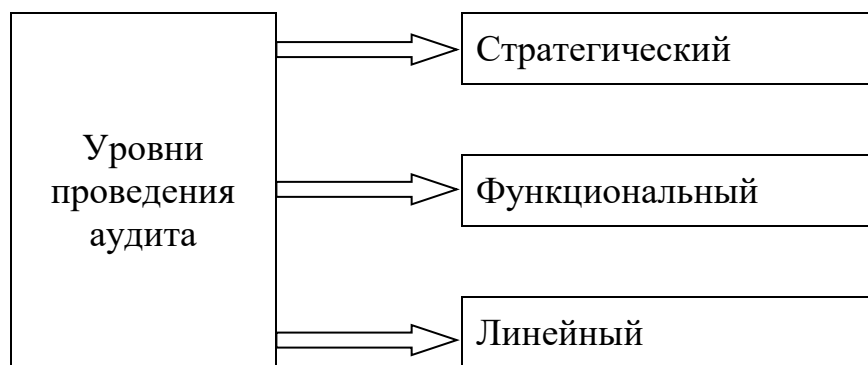 Уровни
проведения
аудита
Стратегический
Функциональный
Линейный